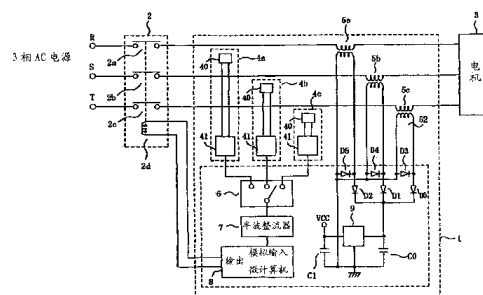 2
5a
3
R
3相AC电源
2a
40
4a
5b
S
40
4b
电机
2b
4c
5c
T
40
2c
52
41
41
41
2d
D5
D4
D3
6
D2
D1
D0
VCC
9
7
半波整流器
1
模拟输入
输出
微计算机
8
C1
C0